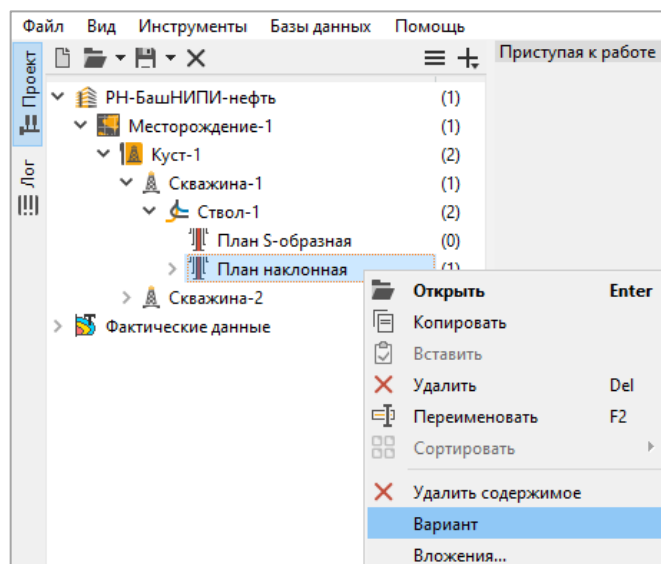 Файл Вид Инструменты Базы данных Помощь
Проект
Лог
Приступая к работе
РН-БашНИПИ-нефть (1)
Месторождение-1 (1)
Куст-1 (2)
Скважина-1 (1)
Ствол-1 (2)
План S-образная (0)
План наклонная (1)
Скважина-2
Фактические данные
Открыть Enter
Копировать
Вставить
Удалить Del
Переименовать F2
Сортировать
Удалить содержимое
Вариант
Вложения...